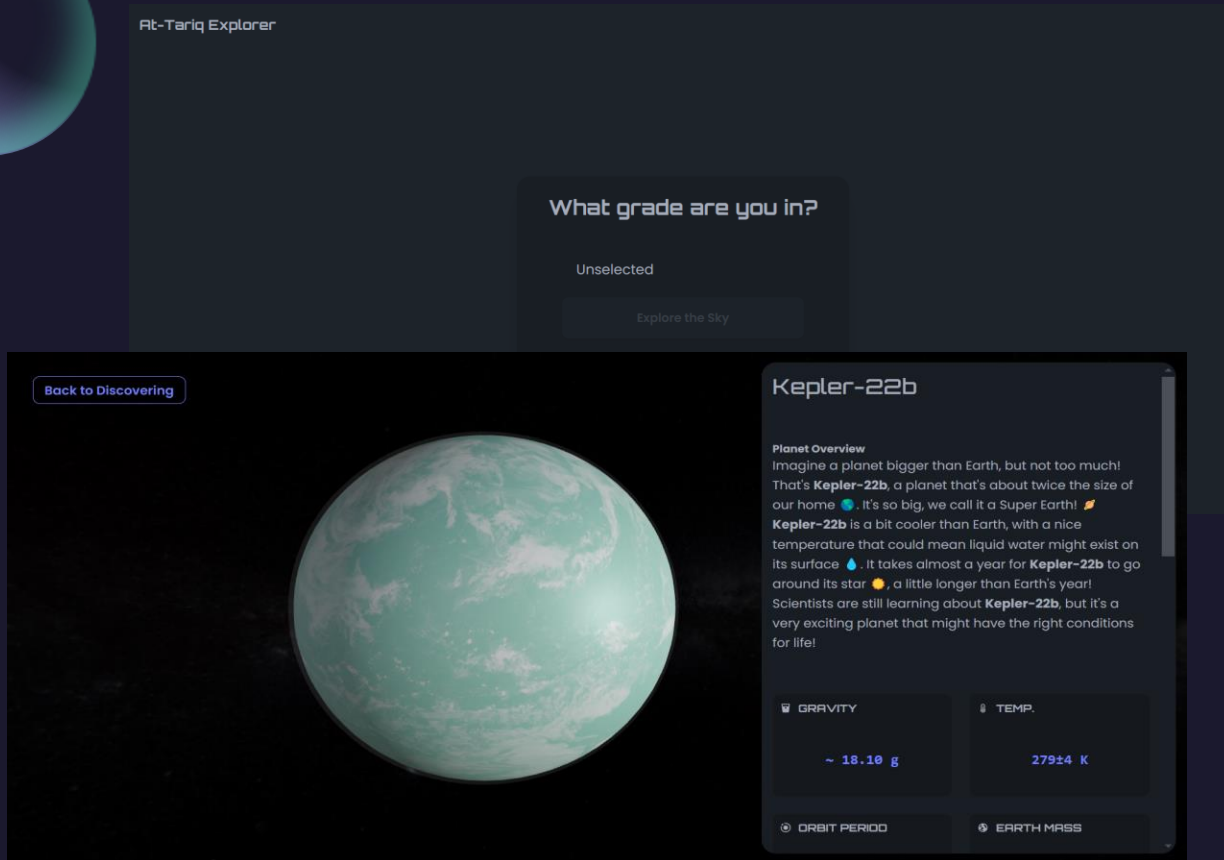 At-Tariq Explorer
What grade are you in?
Unselected
Explore the Sky
Back to Discovering
Kepler-22b
Planet Overview
Imagine a planet bigger than Earth, but not too much!
That's Kepler-22b, a planet that's about twice the size of
our home 🌎. It's so big, we call it a Super Earth! 🪐
Kepler-22b is a bit cooler than Earth, with a nice
temperature that could mean liquid water might exist on
its surface 💧. It takes almost a year for Kepler-22b to go
around its star ☀️, a little longer than Earth's year!
Scientists are still learning about Kepler-22b, but it's a
very exciting planet that might have the right conditions
for life!
GRAVITY
~ 18.10 g
TEMP.
279±4 K
ORBIT PERIOD
EARTH MASS